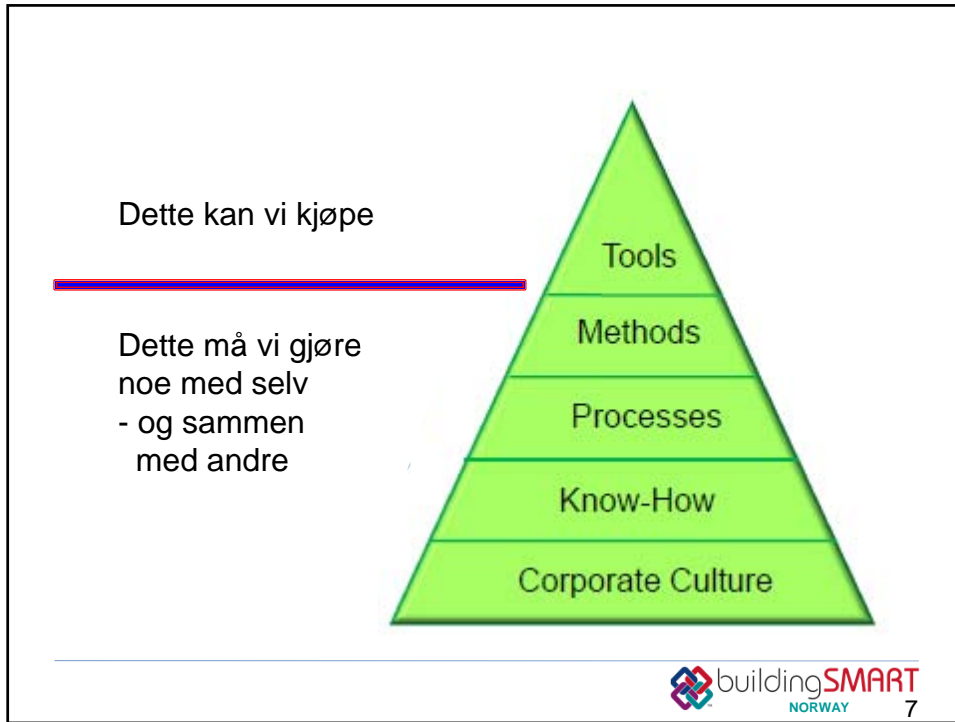 Dette kan vi kjøpe
Dette må vi gjøre
noe med selv
- og sammen
med andre
Tools
Methods
Processes
Know-How
Corporate Culture
buildingSMART
NORWAY
7